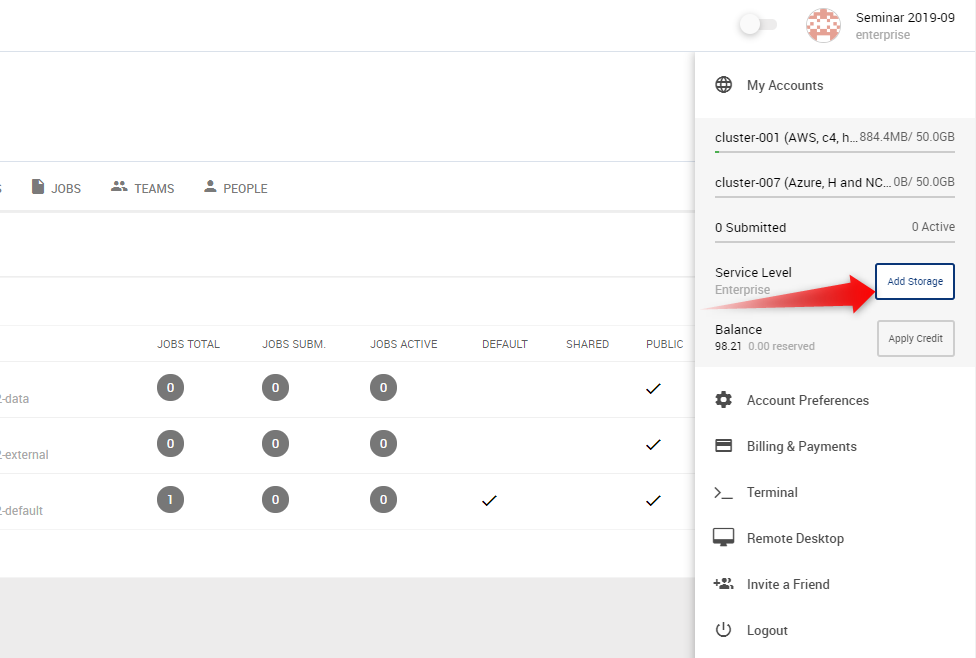 Seminar 2019-09
enterprise
My Accounts
cluster-001 (AWS, c4, h... 884.4MB/ 50.0GB
cluster-007 (Azure, H and NC... 0B/ 50.0GB
0 Submitted 0 Active
Service Level
Enterprise
Add Storage
Balance
98.21 0.00 reserved
Apply Credit
Account Preferences
Billing & Payments
Terminal
Remote Desktop
Invite a Friend
Logout
JOBS TEAMS PEOPLE
JOBS TOTAL JOBS SUBM. JOBS ACTIVE DEFAULT SHARED PUBLIC
-data 0 0 0
-external 0 0 0
-default 1 0 0